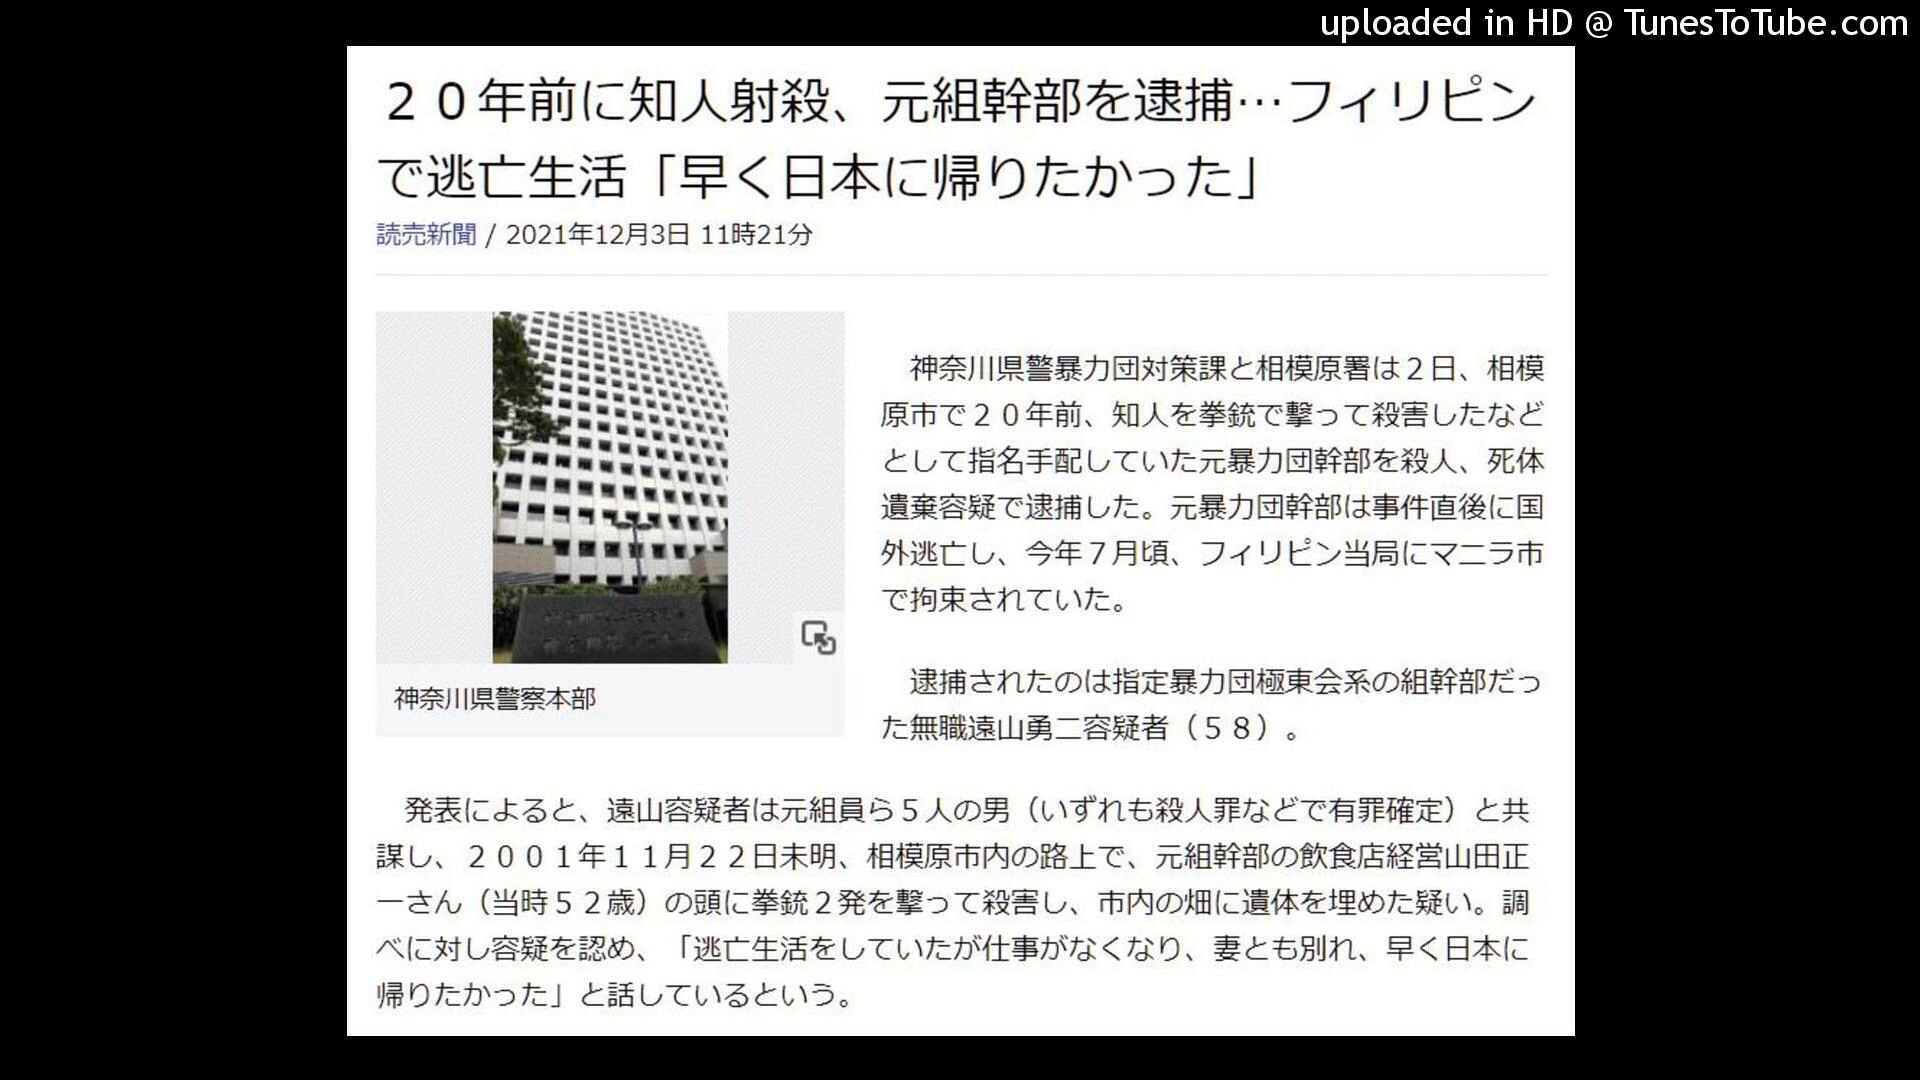 uploaded in HD @ TunesToTube.com
２０年前に知人射殺、元組幹部を逮捕…フィリピン
で逃亡生活「早く日本に帰りたかった」
読売新聞 / 2021年12月3日 11時21分
神奈川県警暴力団対策課と相模原署は２日、相模
原市で２０年前、知人を拳銃で撃って殺害したなど
として指名手配していた元暴力団幹部を殺人、死体
遺棄容疑で逮捕した。元暴力団幹部は事件直後に国
外逃亡し、今年７月頃、フィリピン当局にマニラ市
で拘束されていた。
神奈川県警察本部
逮捕されたのは指定暴力団極東会系の組幹部だっ
た無職遠山勇二容疑者（５８）。
発表によると、遠山容疑者は元組員ら５人の男（いずれも殺人罪などで有罪確定）と共
謀し、２００１年１１月２２日未明、相模原市内の路上で、元組幹部の飲食店経営山田正
一さん（当時５２歳）の頭に拳銃２発を撃って殺害し、市内の畑に遺体を埋めた疑い。調
べに対し容疑を認め、「逃亡生活をしていたが仕事がなくなり、妻とも別れ、早く日本に
帰りたかった」と話しているという。